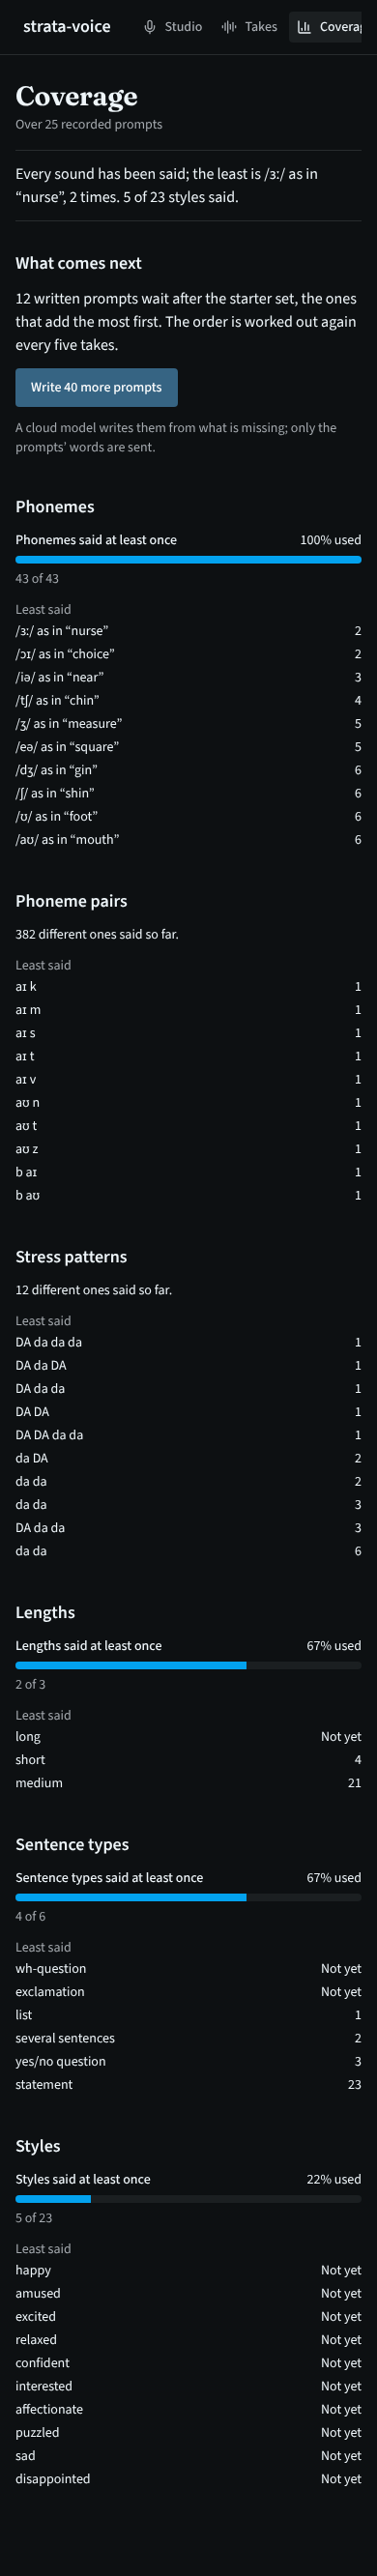 strata-voice Studio Takes Coverag
Coverage
Over 25 recorded prompts
Every sound has been said; the least is /ɜː/ as in
“nurse”, 2 times. 5 of 23 styles said.
What comes next
12 written prompts wait after the starter set, the ones
that add the most first. The order is worked out again
every five takes.
Write 40 more prompts
A cloud model writes them from what is missing; only the
prompts’ words are sent.
Phonemes
Phonemes said at least once 100% used
43 of 43
Least said
/ɜː/ as in “nurse” 2
/ɔɪ/ as in “choice” 2
/iə/ as in “near” 3
/tʃ/ as in “chin” 4
/ʒ/ as in “measure” 5
/eə/ as in “square” 5
/dʒ/ as in “gin” 6
/ʃ/ as in “shin” 6
/ʊ/ as in “foot” 6
/aʊ/ as in “mouth” 6
Phoneme pairs
382 different ones said so far.
Least said
aɪ k 1
aɪ m 1
aɪ s 1
aɪ t 1
aɪ v 1
aʊ n 1
aʊ t 1
aʊ z 1
b aɪ 1
b aʊ 1
Stress patterns
12 different ones said so far.
Least said
DA da da da 1
DA da DA 1
DA da da 1
DA DA 1
DA DA da da 1
da DA 2
da da 2
da da 3
DA da da 3
da da 6
Lengths
Lengths said at least once 67% used
2 of 3
Least said
long Not yet
short 4
medium 21
Sentence types
Sentence types said at least once 67% used
4 of 6
Least said
wh-question Not yet
exclamation Not yet
list 1
several sentences 2
yes/no question 3
statement 23
Styles
Styles said at least once 22% used
5 of 23
Least said
happy Not yet
amused Not yet
excited Not yet
relaxed Not yet
confident Not yet
interested Not yet
affectionate Not yet
puzzled Not yet
sad Not yet
disappointed Not yet